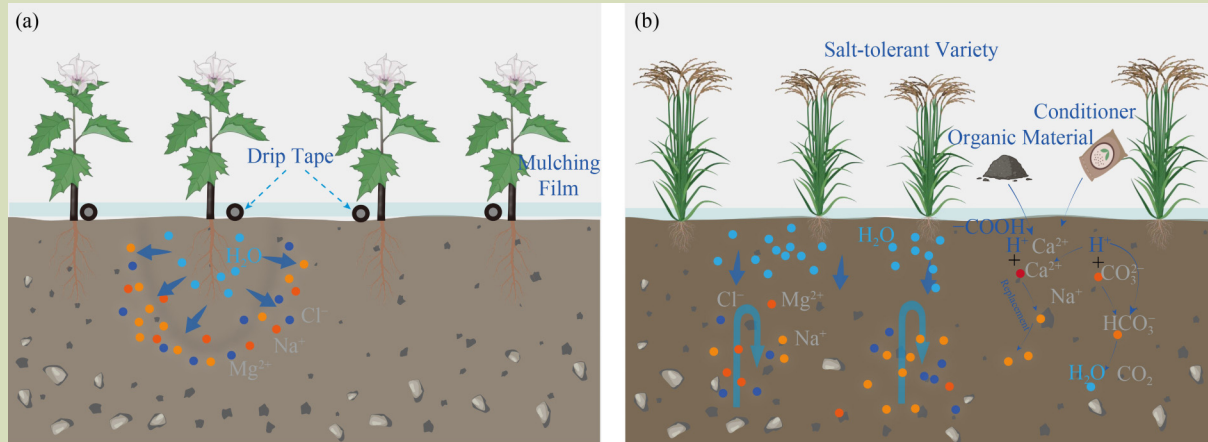 (a)
Drip Tape
Mulching
Film
H₂O
Cl⁻
Na⁺
Mg²⁺
(b)
Salt-tolerant Variety
Conditioner
Organic Material
H₂O
Cl⁻
Mg²⁺
Na⁺
−COOH
H⁺
Ca²⁺
+
Ca²⁺
Replacement
Na⁺
H
+
CO₃²⁻
HCO₃⁻
H₂O
CO₂